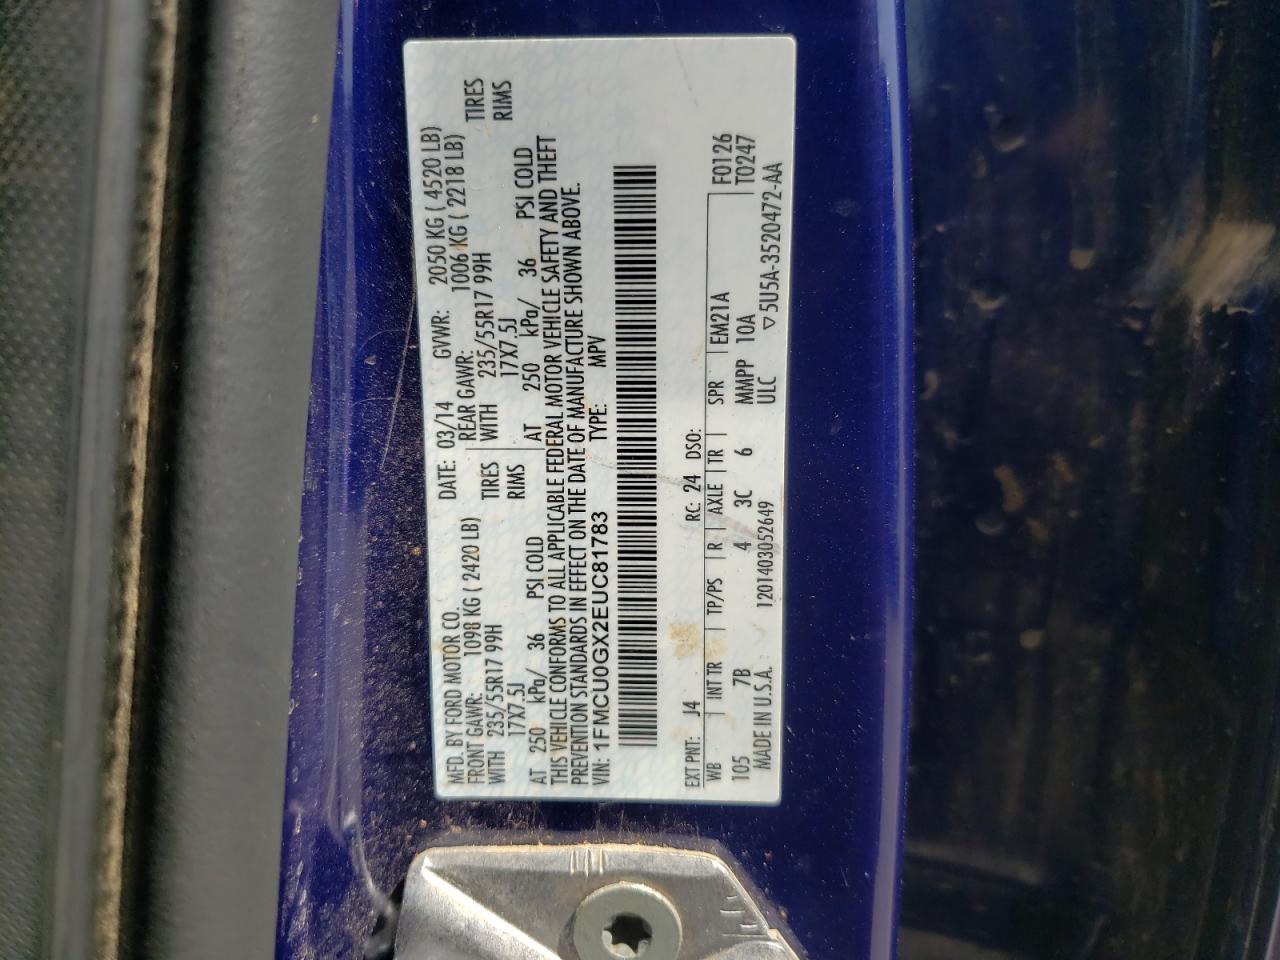 MFD. BY FORD MOTOR CO. DATE: 03/14 GVWR: 2050 KG ( 4520 LB)
FRONT GAWR: 1098 KG ( 2420 LB) REAR GAWR: 1006 KG ( 2218 LB)
WITH 235/55R17 99H TIRES WITH 235/55R17 99H TIRES
17X7.5J RIMS 17X7.5J RIMS
AT 250 kPa/ 36 PSI COLD AT 250 kPa/ 36 PSI COLD
THIS VEHICLE CONFORMS TO ALL APPLICABLE FEDERAL MOTOR VEHICLE SAFETY AND THEFT
PREVENTION STANDARDS IN EFFECT ON THE DATE OF MANUFACTURE SHOWN ABOVE.
VIN: 1FMCU0GX2EUC81783 TYPE: MPV
EXT PNT: J4 RC: 24 DSO: F0126
WB INT TR TP/PS R AXLE TR SPR EM21A T0247
105 7B 4 3C 6 MMPP 10A
MADE IN U.S.A. 1201403052649 ULC ▽5U5A-3520472-AA